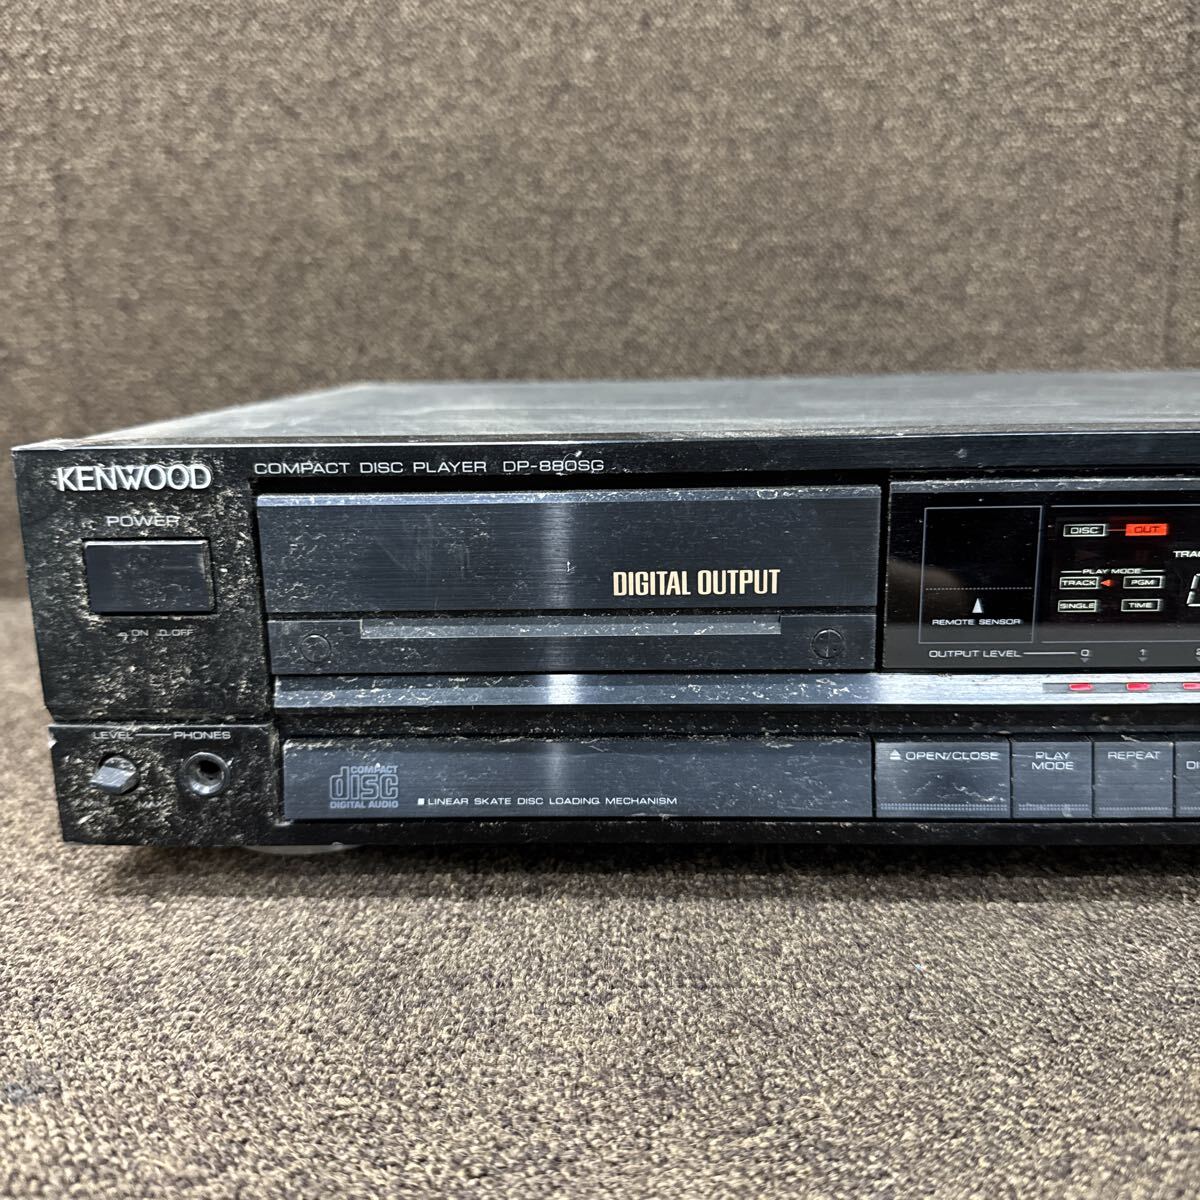 KENWOOD
COMPACT DISC PLAYER DP-880SG
POWER
ON OFF
DIGITAL OUTPUT
REMOTE SENSOR
DISC OUT
PLAY MODE
TRACK PGM
SINGLE TIME
OUTPUT LEVEL 0 1
LEVEL PHONES
COMPACT
disc
DIGITAL AUDIO
LINEAR SKATE DISC LOADING MECHANISM
OPEN/CLOSE
PLAY
MODE
REPEAT